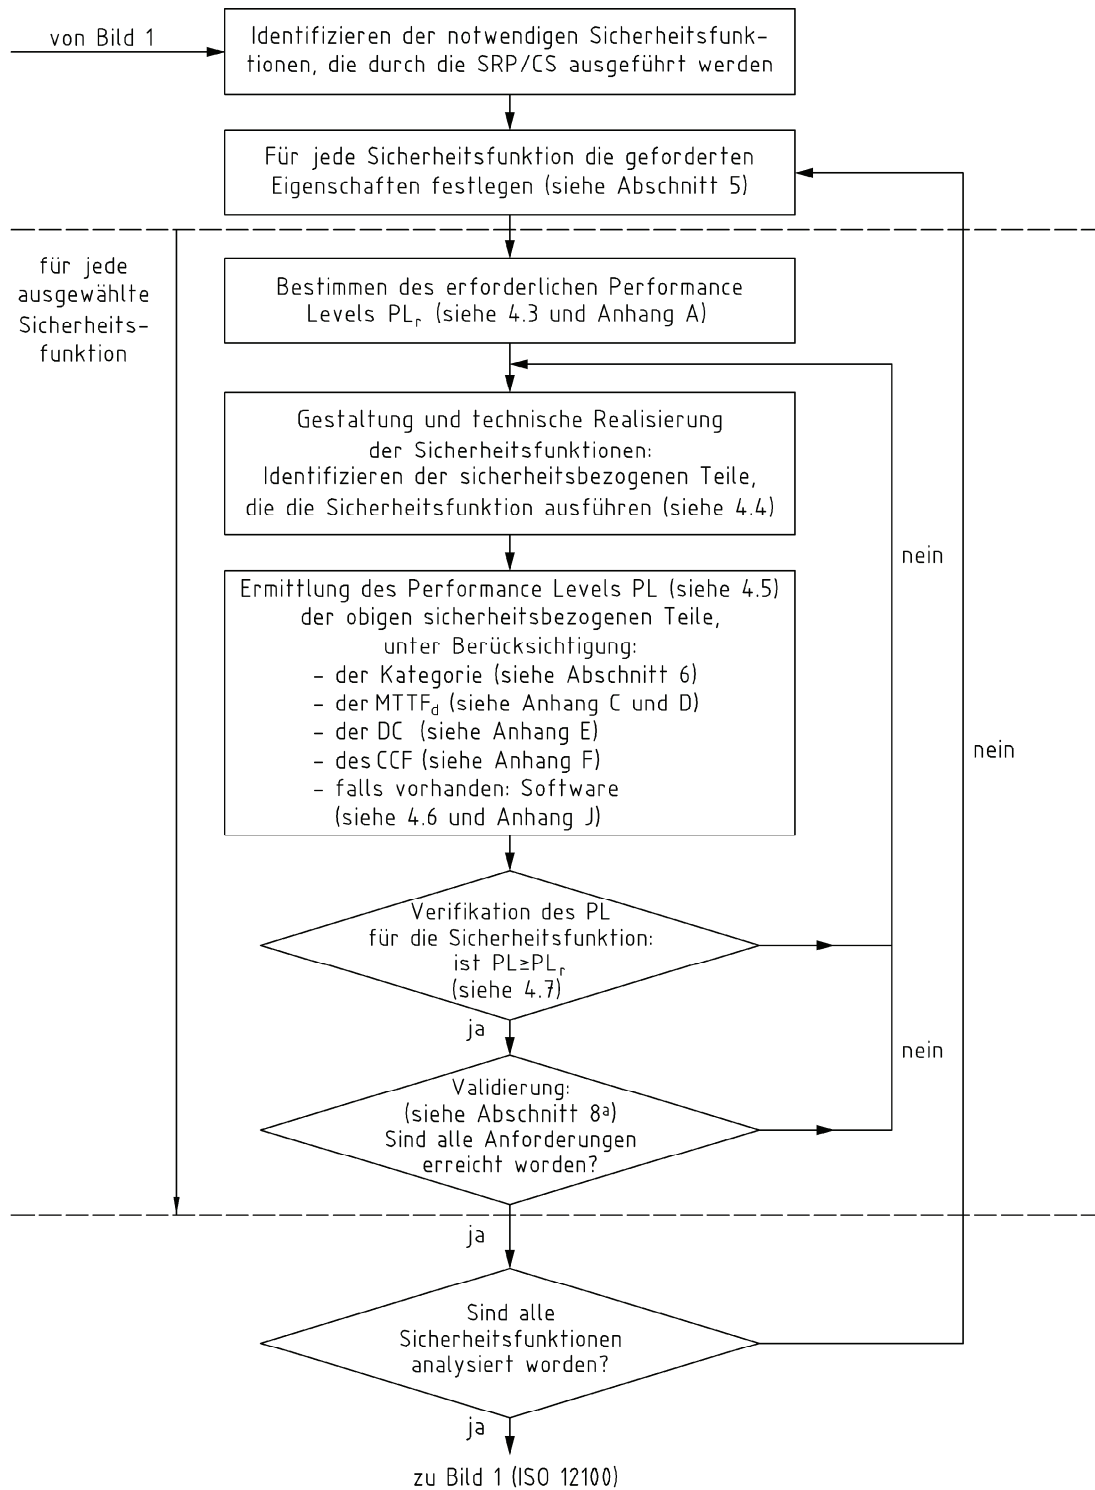 von Bild 1
Identifizieren der notwendigen Sicherheitsfunk-
tionen, die durch die SRP/CS ausgeführt werden
Für jede Sicherheitsfunktion die geforderten
Eigenschaften festlegen (siehe Abschnitt 5)
für jede
ausgewählte
Sicherheits-
funktion
Bestimmen des erforderlichen Performance
Levels PLr (siehe 4.3 und Anhang A)
Gestaltung und technische Realisierung
der Sicherheitsfunktionen:
Identifizieren der sicherheitsbezogenen Teile,
die die Sicherheitsfunktion ausführen (siehe 4.4)
nein
Ermittlung des Performance Levels PL (siehe 4.5)
der obigen sicherheitsbezogenen Teile,
unter Berücksichtigung:
– der Kategorie (siehe Abschnitt 6)
– der MTTFd (siehe Anhang C und D)
– der DC (siehe Anhang E)
– des CCF (siehe Anhang F)
– falls vorhanden: Software
(siehe 4.6 und Anhang J)
nein
Verifikation des PL
für die Sicherheitsfunktion:
ist PL≥PLr
(siehe 4.7)
ja
nein
Validierung:
(siehe Abschnitt 8a)
Sind alle Anforderungen
erreicht worden?
ja
Sind alle
Sicherheitsfunktionen
analysiert worden?
ja
zu Bild 1 (ISO 12100)